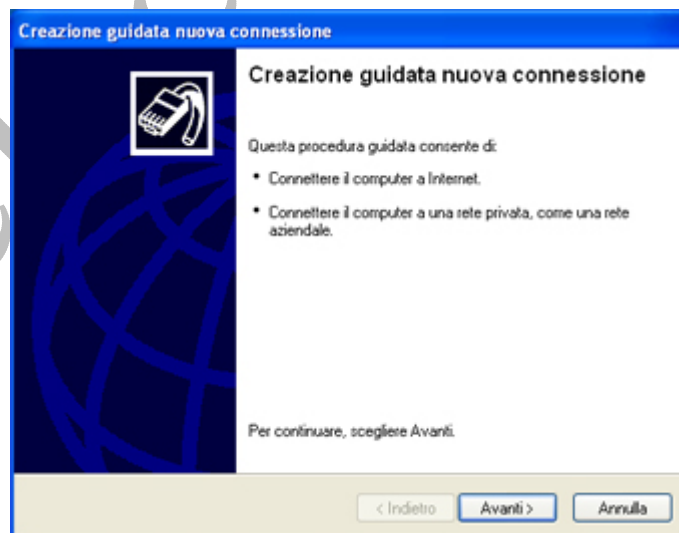 Creazione guidata nuova connessione
Creazione guidata nuova connessione
Questa procedura guidata consente di:
• Connettere il computer a Internet.
• Connettere il computer a una rete privata, come una rete
aziendale.
Per continuare, scegliere Avanti.
< Indietro Avanti > Annulla